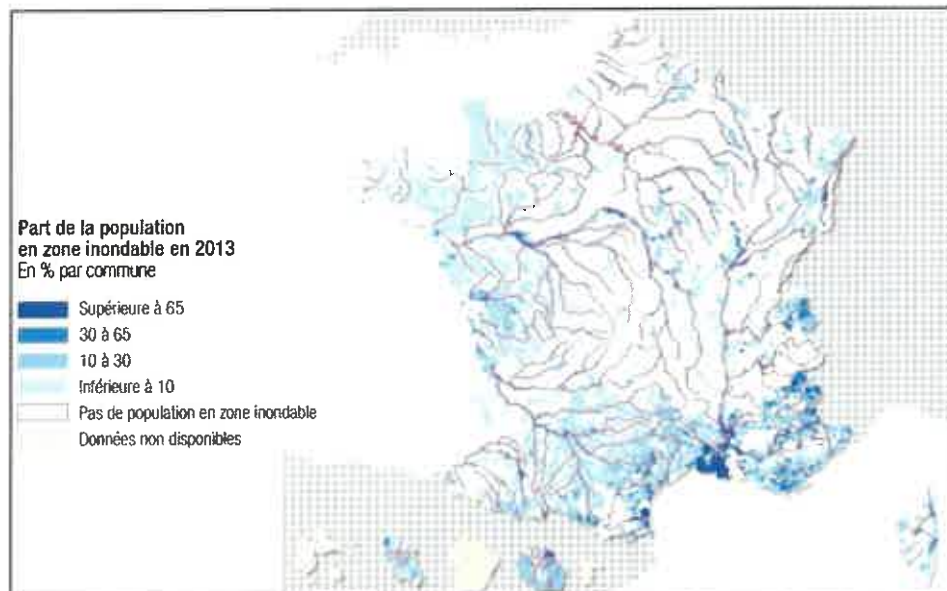 Part de la population
en zone inondable en 2013
En % par commune
Supérieure à 65
30 à 65
10 à 30
Inférieure à 10
Pas de population en zone inondable
Données non disponibles